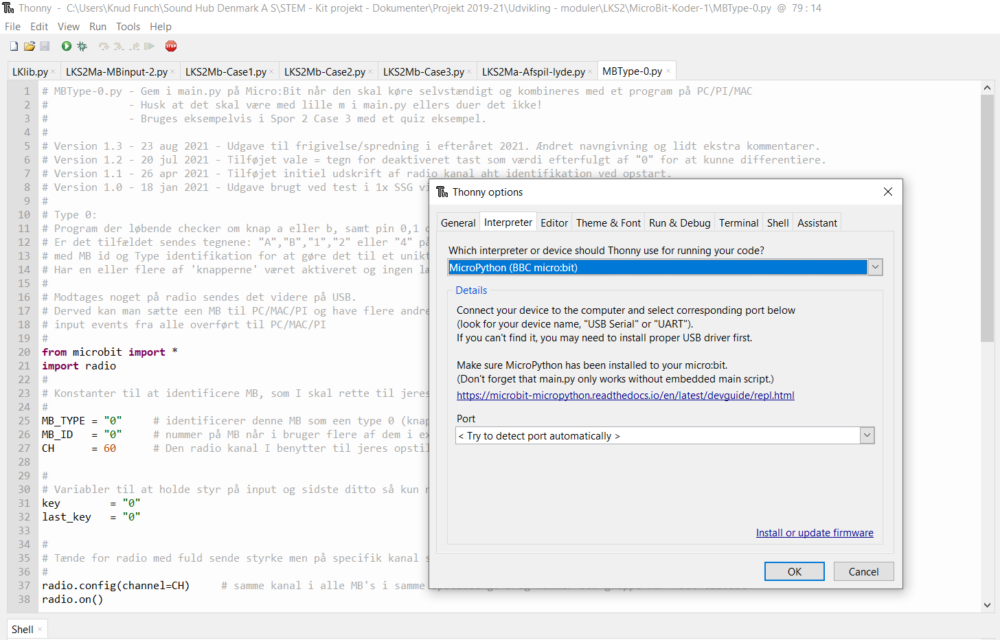 Thonny - C:\Users\Knud Funch\Sound Hub Denmark A S\STEM - Kit projekt - Dokumenter\Projekt 2019-21\Udvikling - moduler\LKS2\MicroBit-Koder-1\MBType-0.py @ 79 : 14
File Edit View Run Tools Help
STOP
LKlib.py × LKS2Ma-MBinput-2.py × LKS2Mb-Case1.py × LKS2Mb-Case2.py × LKS2Mb-Case3.py × LKS2Ma-Afspil-lyde.py × MBType-0.py ×
1 # MBType-0.py - Gem i main.py på Micro:Bit når den skal køre selvstændigt og kombineres med et program på PC/PI/MAC
2 #             - Husk at det skal være med lille m i main.py ellers duer det ikke!
3 #             - Bruges eksempelvis i Spor 2 Case 3 med et quiz eksempel.
4 #
5 # Version 1.3 - 23 aug 2021 - Udgave til frigivelse/spredning i efteråret 2021. Ændret navngivning og lidt ekstra kommentarer.
6 # Version 1.2 - 20 jul 2021 - Tilføjet vale = tegn for deaktiveret tast som værdi efterfulgt af "0" for at kunne differentiere.
7 # Version 1.1 - 26 apr 2021 - Tilføjet initiel udskrift af radio kanal aht identifikation ved opstart.
8 # Version 1.0 - 18 jan 2021 - Udgave brugt ved test i 1x SSG vi
9 #
10 # Type 0:
11 # Program der løbende checker om knap a eller b, samt pin 0,1
12 # Er det tilfældet sendes tegnene: "A","B","1","2" eller "4" på
13 # med MB id og Type identifikation for at gøre det til et unikt
14 # Har en eller flere af 'knapperne' været aktiveret og ingen
15 #
16 # Modtages noget på radio sendes det videre på USB.
17 # Derved kan man sætte een MB til PC/MAC/PI og have flere andre
18 # input events fra alle overført til PC/MAC/PI
19 #
20 from microbit import *
21 import radio
22 #
23 # Konstanter til at identificere MB, som I skal rette til jeres
24 #
25 MB_TYPE = "0"     # identificerer denne MB som een type 0 (knap
26 MB_ID   = "0"     # nummer på MB når i bruger flere af dem i
27 CH      = 60      # Den radio kanal I benytter til jeres opstil
28
29 #
30 # Variabler til at holde styr på input og sidste ditto så kun
31 key        = "0"
32 last_key   = "0"
33
34 #
35 # Tænde for radio med fuld sende styrke men på specifik kanal
36 #
37 radio.config(channel=CH)     # samme kanal i alle MB's i samme
38 radio.on()
Shell ×
Thonny options
General Interpreter Editor Theme & Font Run & Debug Terminal Shell Assistant
Which interpreter or device should Thonny use for running your code?
MicroPython (BBC micro:bit)
Details
Connect your device to the computer and select corresponding port below
(look for your device name, "USB Serial" or "UART").
If you can't find it, you may need to install proper USB driver first.
Make sure MicroPython has been installed to your micro:bit.
(Don't forget that main.py only works without embedded main script.)
https://microbit-micropython.readthedocs.io/en/latest/devguide/repl.html
Port
< Try to detect port automatically >
Install or update firmware
OK Cancel